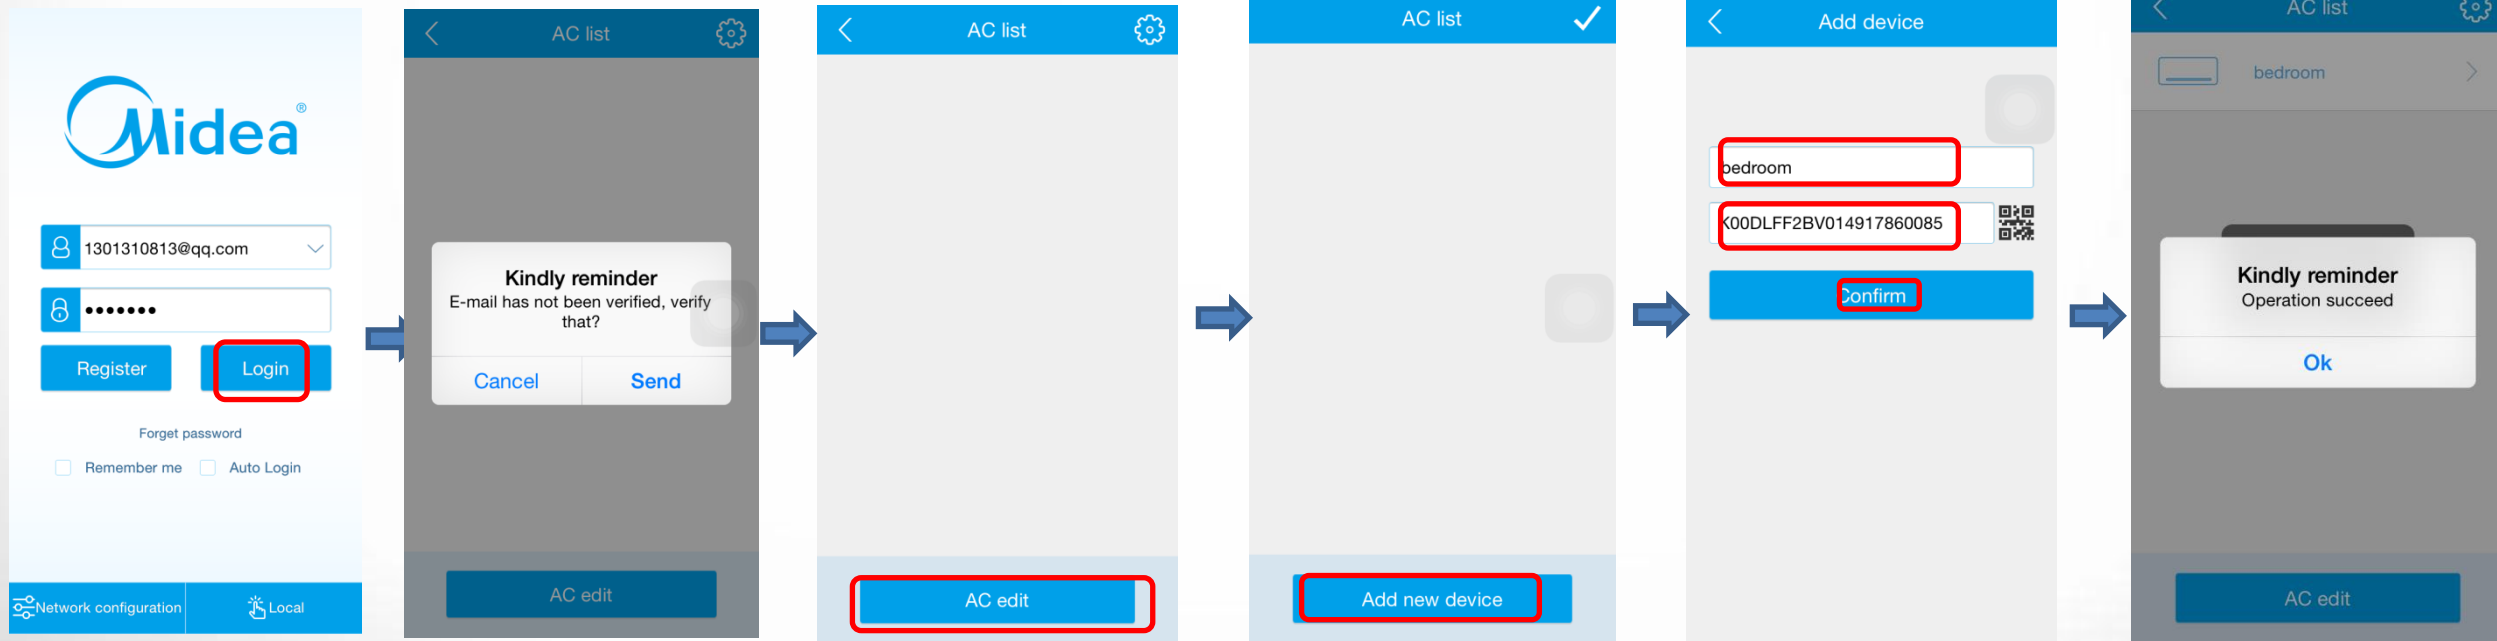 Midea®
1301310813@qq.com
•••••••
Register
Login
Forget password
Remember me
Auto Login
Network configuration
Local
AC list
Kindly reminder
E-mail has not been verified, verify
that?
Cancel
Send
AC edit
AC list
AC edit
AC list
Add new device
Add device
bedroom
K00DLFF2BV014917860085
Confirm
AC list
bedroom
Kindly reminder
Operation succeed
Ok
AC edit